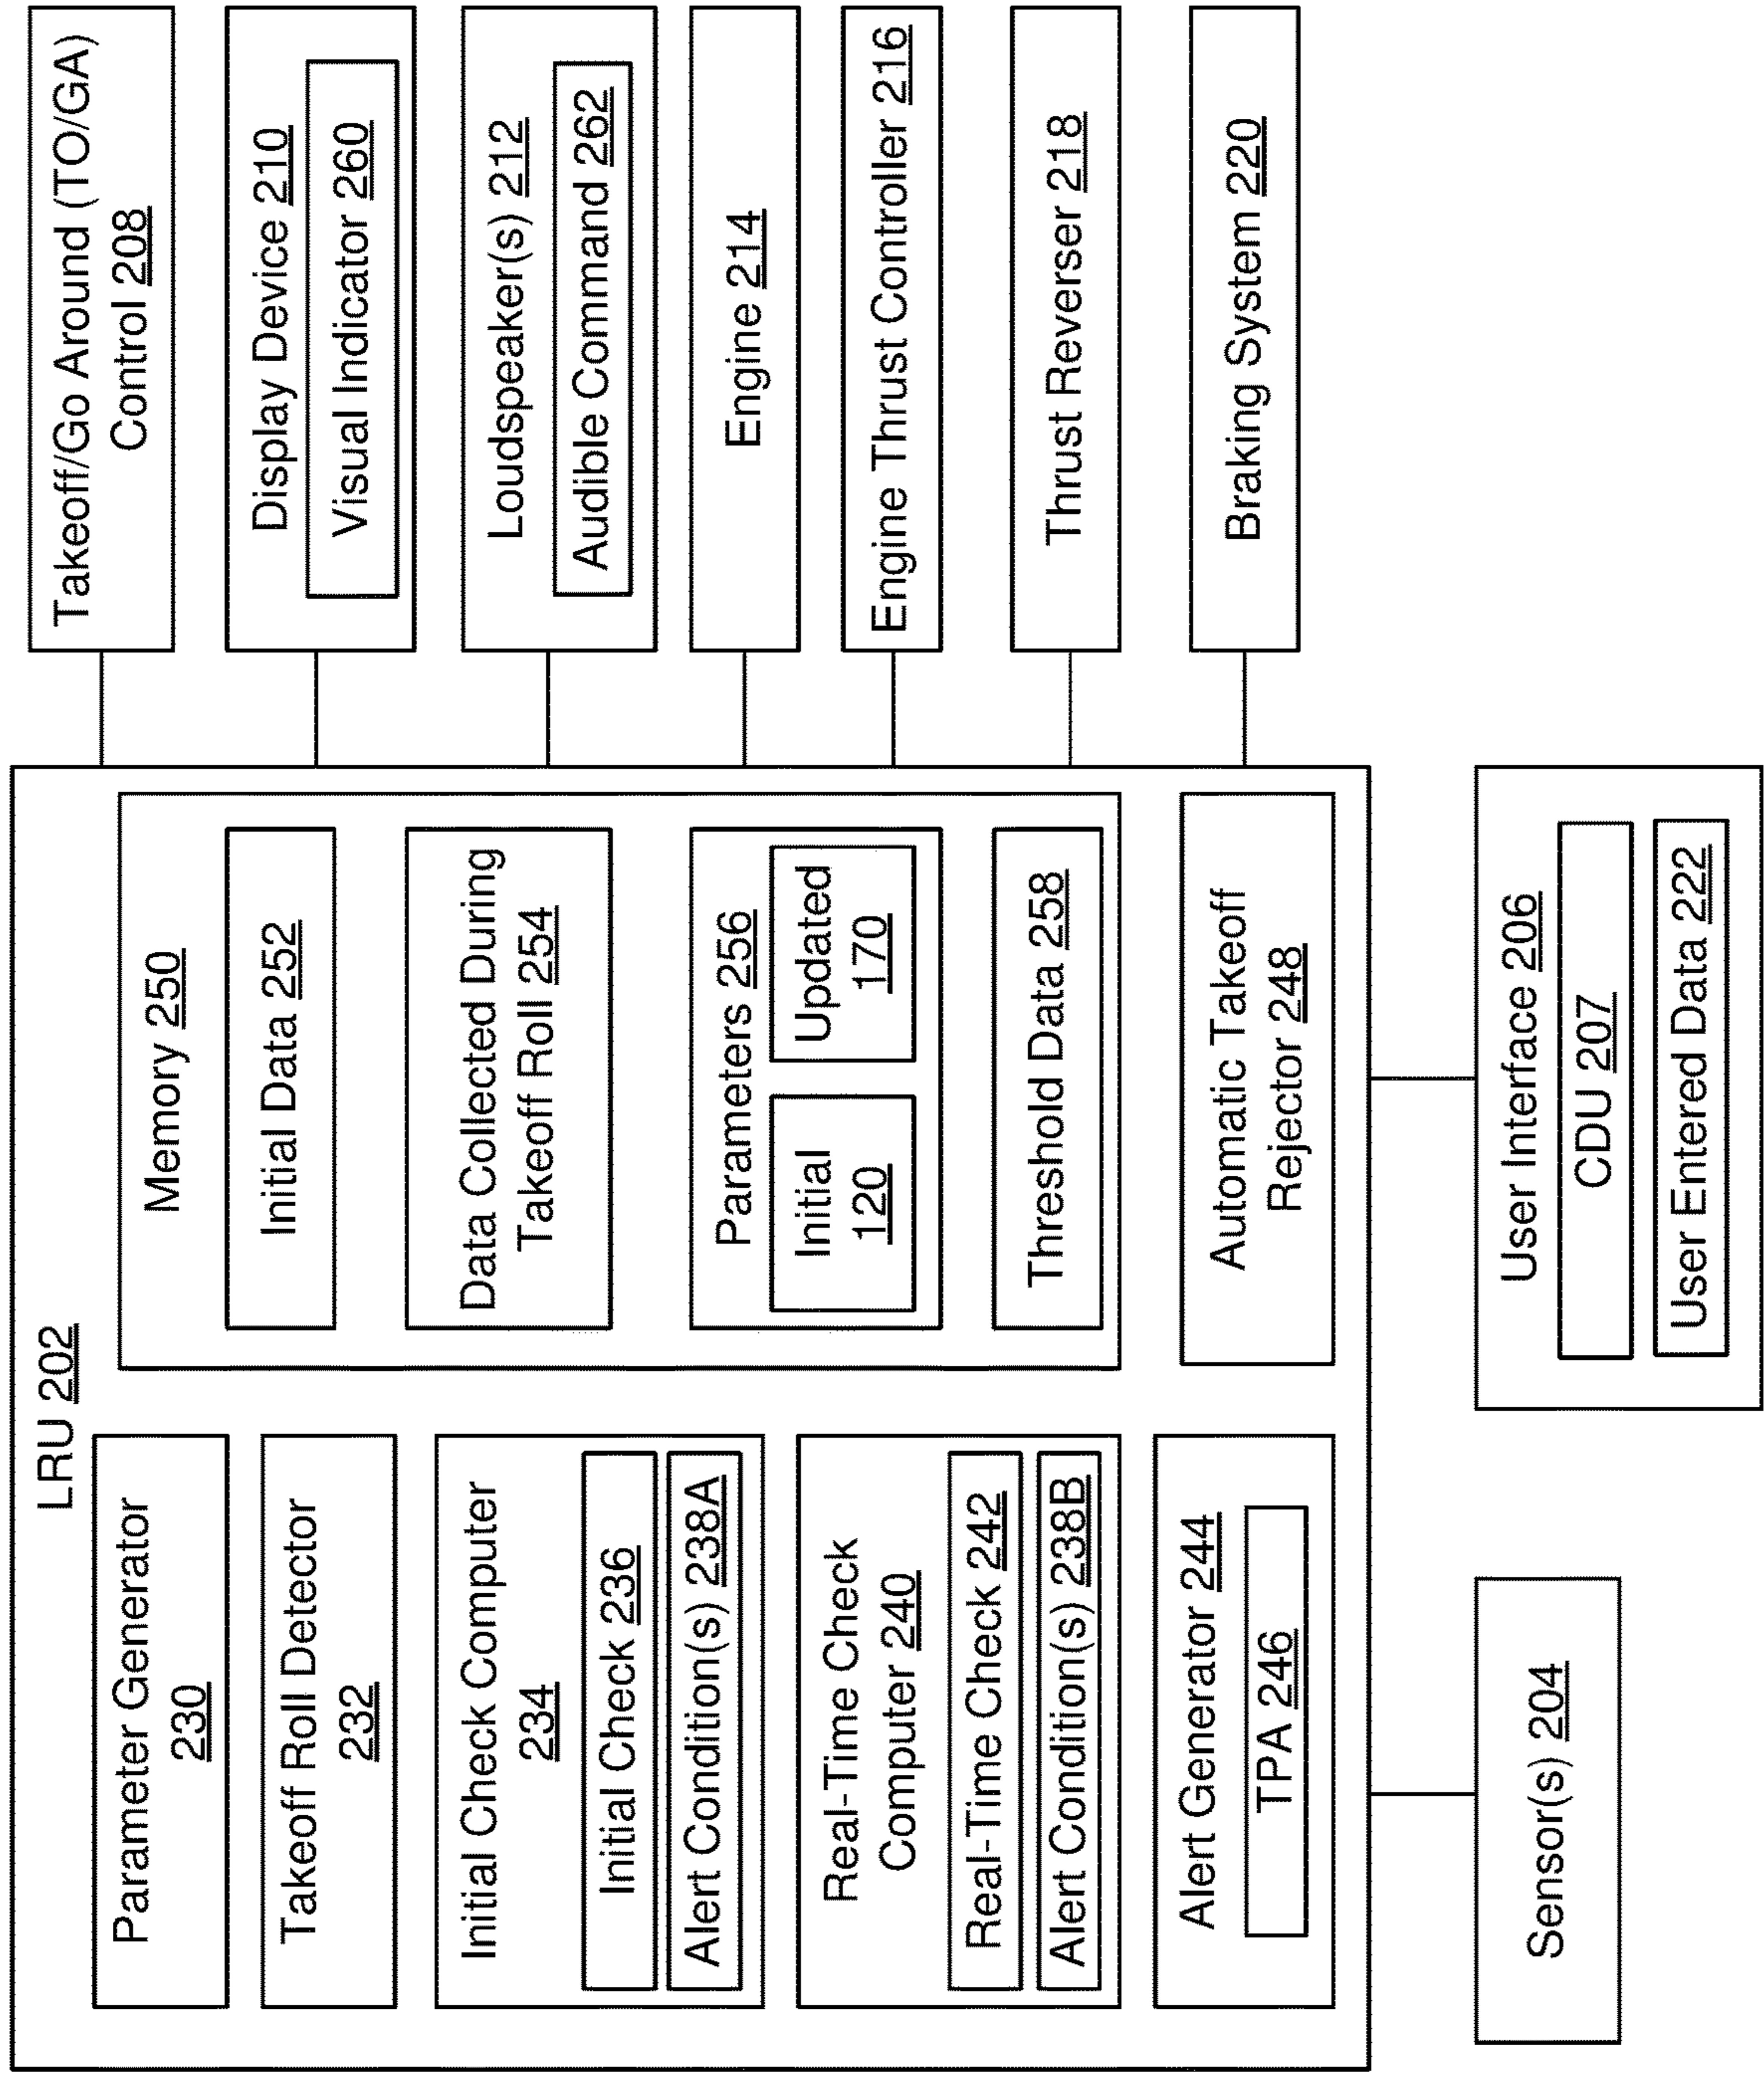 LRU 202
Parameter Generator
230
Takeoff Roll Detector
232
Initial Check Computer
234
Initial Check 236
Alert Condition(s) 238A
Real-Time Check
Computer 240
Real-Time Check 242
Alert Condition(s) 238B
Alert Generator 244
TPA 246
Memory 250
Initial Data 252
Data Collected During
Takeoff Roll 254
Parameters 256
Initial
120
Updated
170
Threshold Data 258
Automatic Takeoff
Rejector 248
Takeoff/Go Around (TO/GA)
Control 208
Display Device 210
Visual Indicator 260
Loudspeaker(s) 212
Audible Command 262
Engine 214
Engine Thrust Controller 216
Thrust Reverser 218
Braking System 220
Sensor(s) 204
User Interface 206
CDU 207
User Entered Data 222